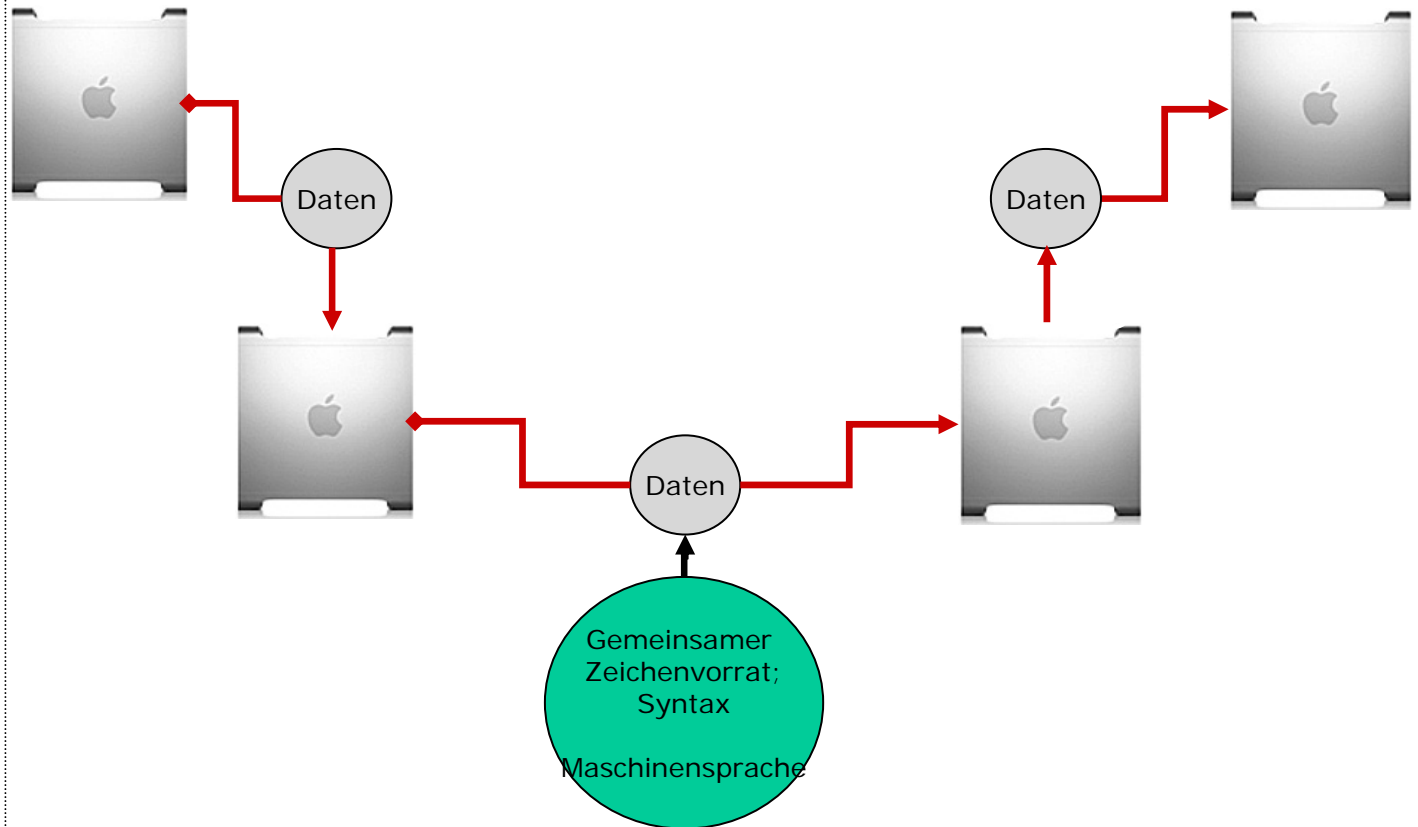 Daten
Daten
Daten
Gemeinsamer
Zeichenvorrat;
Syntax
Maschinensprache